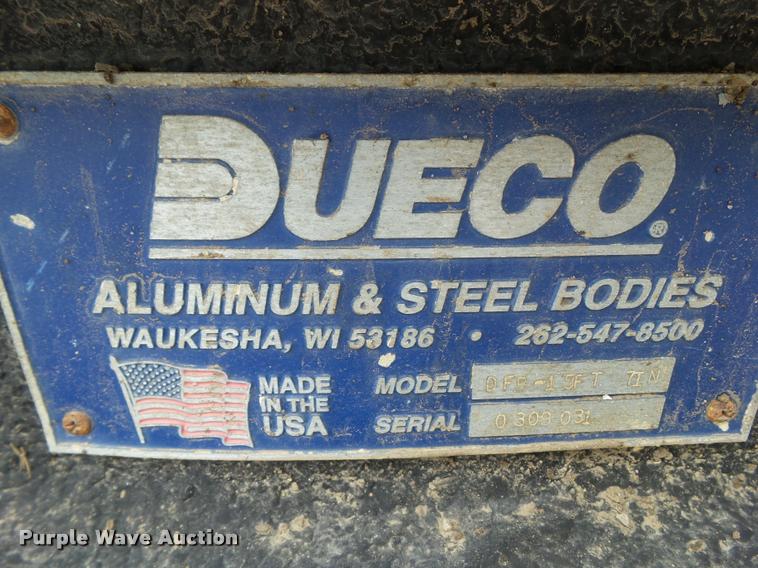 DUECO®
ALUMINUM & STEEL BODIES
WAUKESHA, WI 53186 • 262-547-8500
MADE IN THE USA
MODEL
SERIAL 0309031
Purple Wave Auction